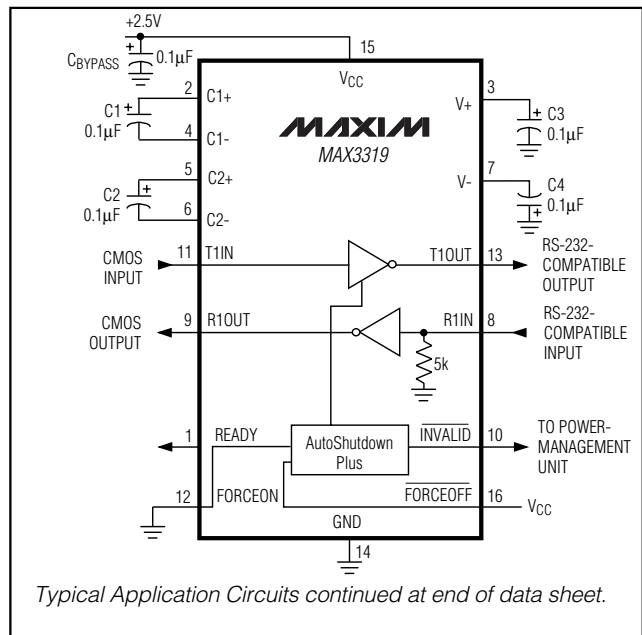 +2.5V
CBYPASS
0.1µF
15
VCC
2
C1+
C1
0.1µF
4
C1-
5
C2+
C2
0.1µF
6
C2-
MAXIM
MAX3319
3
V+
C3
0.1µF
7
V-
C4
0.1µF
CMOS
INPUT
11
T1IN
T1OUT
13
RS-232-
COMPATIBLE
OUTPUT
CMOS
OUTPUT
9
R1OUT
R1IN
8
RS-232-
COMPATIBLE
INPUT
5k
1
READY
AutoShutdown
Plus
INVALID
10
TO POWER-
MANAGEMENT
UNIT
12
FORCEON
FORCEOFF
16
VCC
GND
14
Typical Application Circuits continued at end of data sheet.